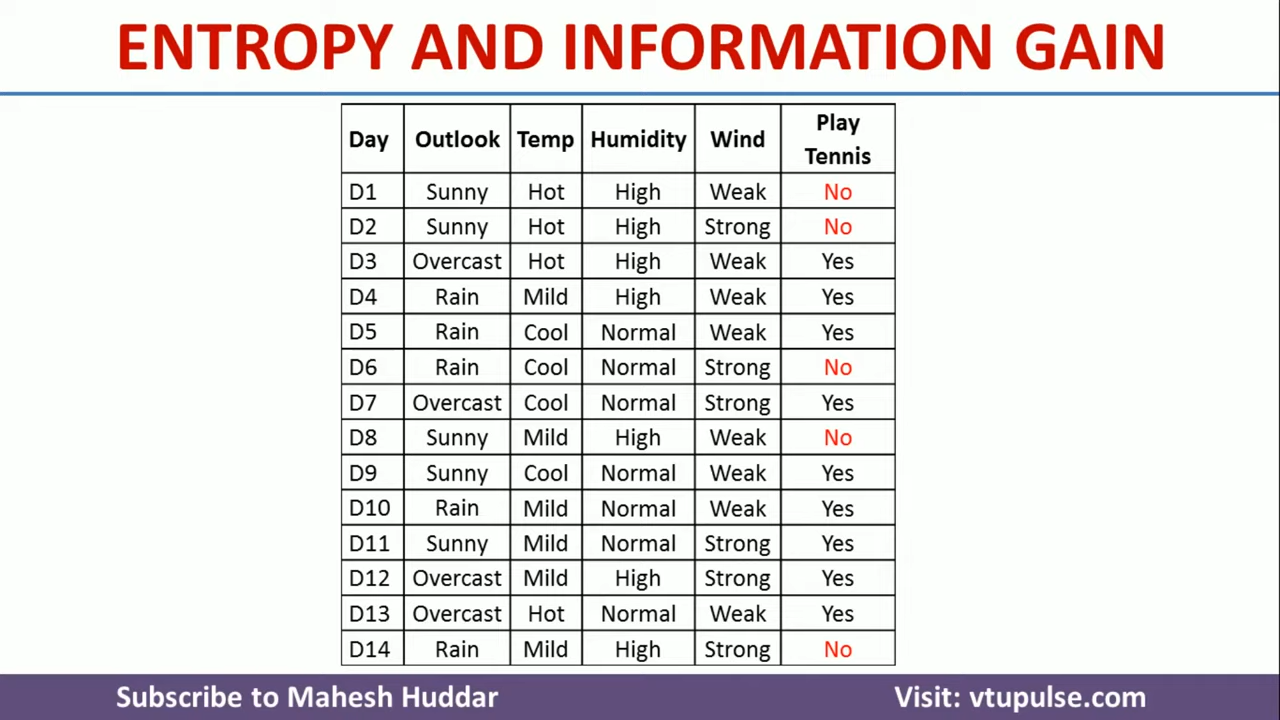 ENTROPY AND INFORMATION GAIN
Day Outlook Temp Humidity Wind Play Tennis
D1 Sunny Hot High Weak No
D2 Sunny Hot High Strong No
D3 Overcast Hot High Weak Yes
D4 Rain Mild High Weak Yes
D5 Rain Cool Normal Weak Yes
D6 Rain Cool Normal Strong No
D7 Overcast Cool Normal Strong Yes
D8 Sunny Mild High Weak No
D9 Sunny Cool Normal Weak Yes
D10 Rain Mild Normal Weak Yes
D11 Sunny Mild Normal Strong Yes
D12 Overcast Mild High Strong Yes
D13 Overcast Hot Normal Weak Yes
D14 Rain Mild High Strong No
Subscribe to Mahesh Huddar Visit: vtupulse.com